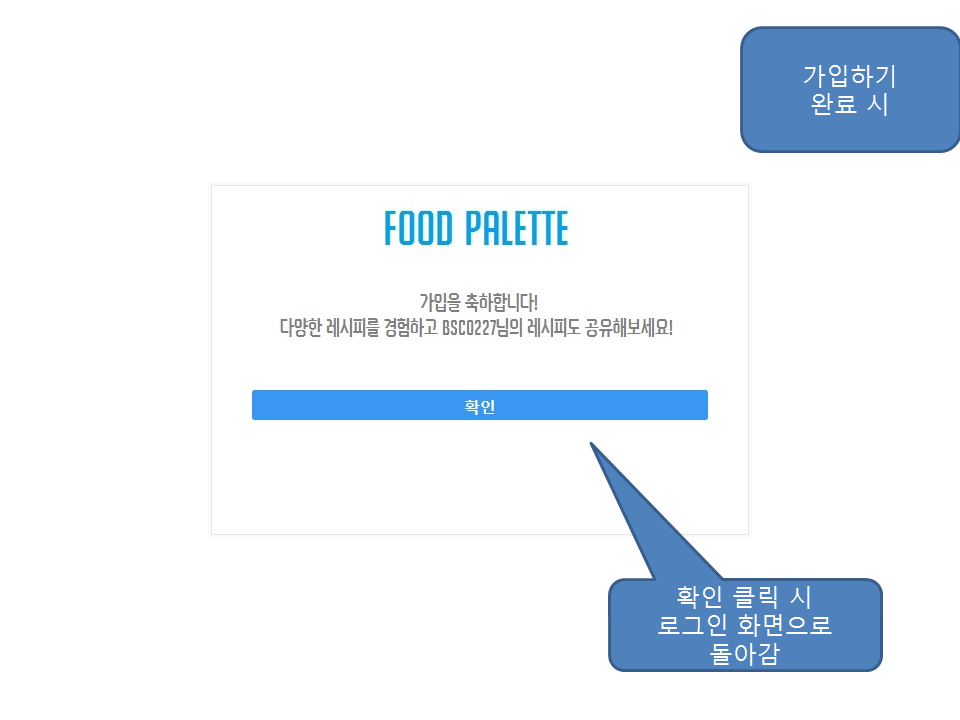 가입하기
완료 시
FOOD PALETTE
가입을 축하합니다!
다양한 레시피를 경험하고 BSCO227님의 레시피도 공유해보세요!
확인
확인 클릭 시
로그인 화면으로
돌아감